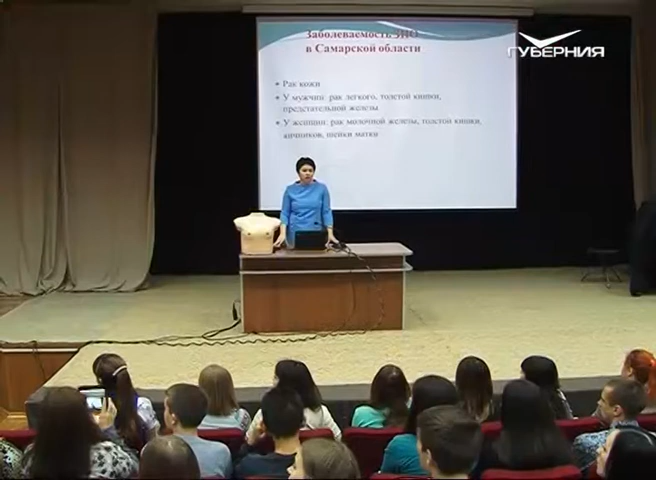 Заболеваемость ЗНО
в Самарской области
ГУБЕРНИЯ
• Рак кожи
• У мужчин: рак легкого, толстой кишки,
предстательной железы
• У женщин: рак молочной железы, толстой кишки,
яичников, шейки матки